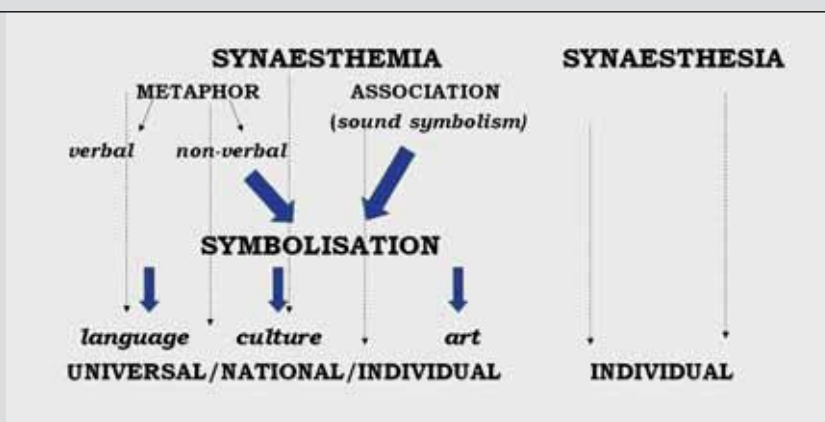 SYNAESTHEMIA SYNAESTHESIA
METAPHOR ASSOCIATION
(sound symbolism)
verbal non-verbal
SYMBOLISATION
language culture art
UNIVERSAL/NATIONAL/INDIVIDUAL INDIVIDUAL